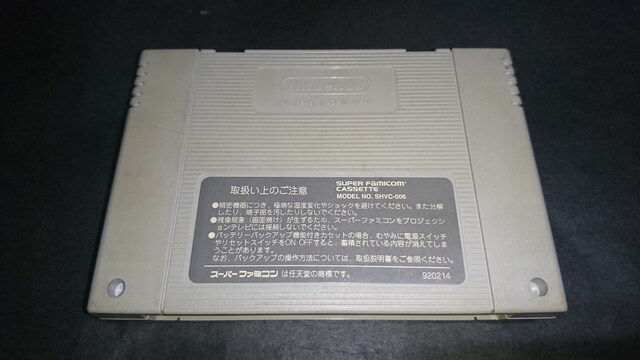 Nintendo
取扱い上のご注意
SUPER FAMICOM
CASSETTE
MODEL NO. SHVC-006
●精密機器につき、極端な温度変化やショックを避けてください。また分解
したり、端子部を汚したりしないでください。
●残像現象（画面焼け）が生ずるため、スーパーファミコンをプロジェク
ションテレビには接続しないでください。
●バッテリーバックアップ機能付きカセットの場合、むやみに電源スイッチ
やリセットスイッチをON・OFFすると、蓄積されている内容が消えてしま
うことがあります。
なお、バックアップの操作方法については、取扱説明書をご参照ください。
スーパーファミコン は任天堂の商標です。
920214